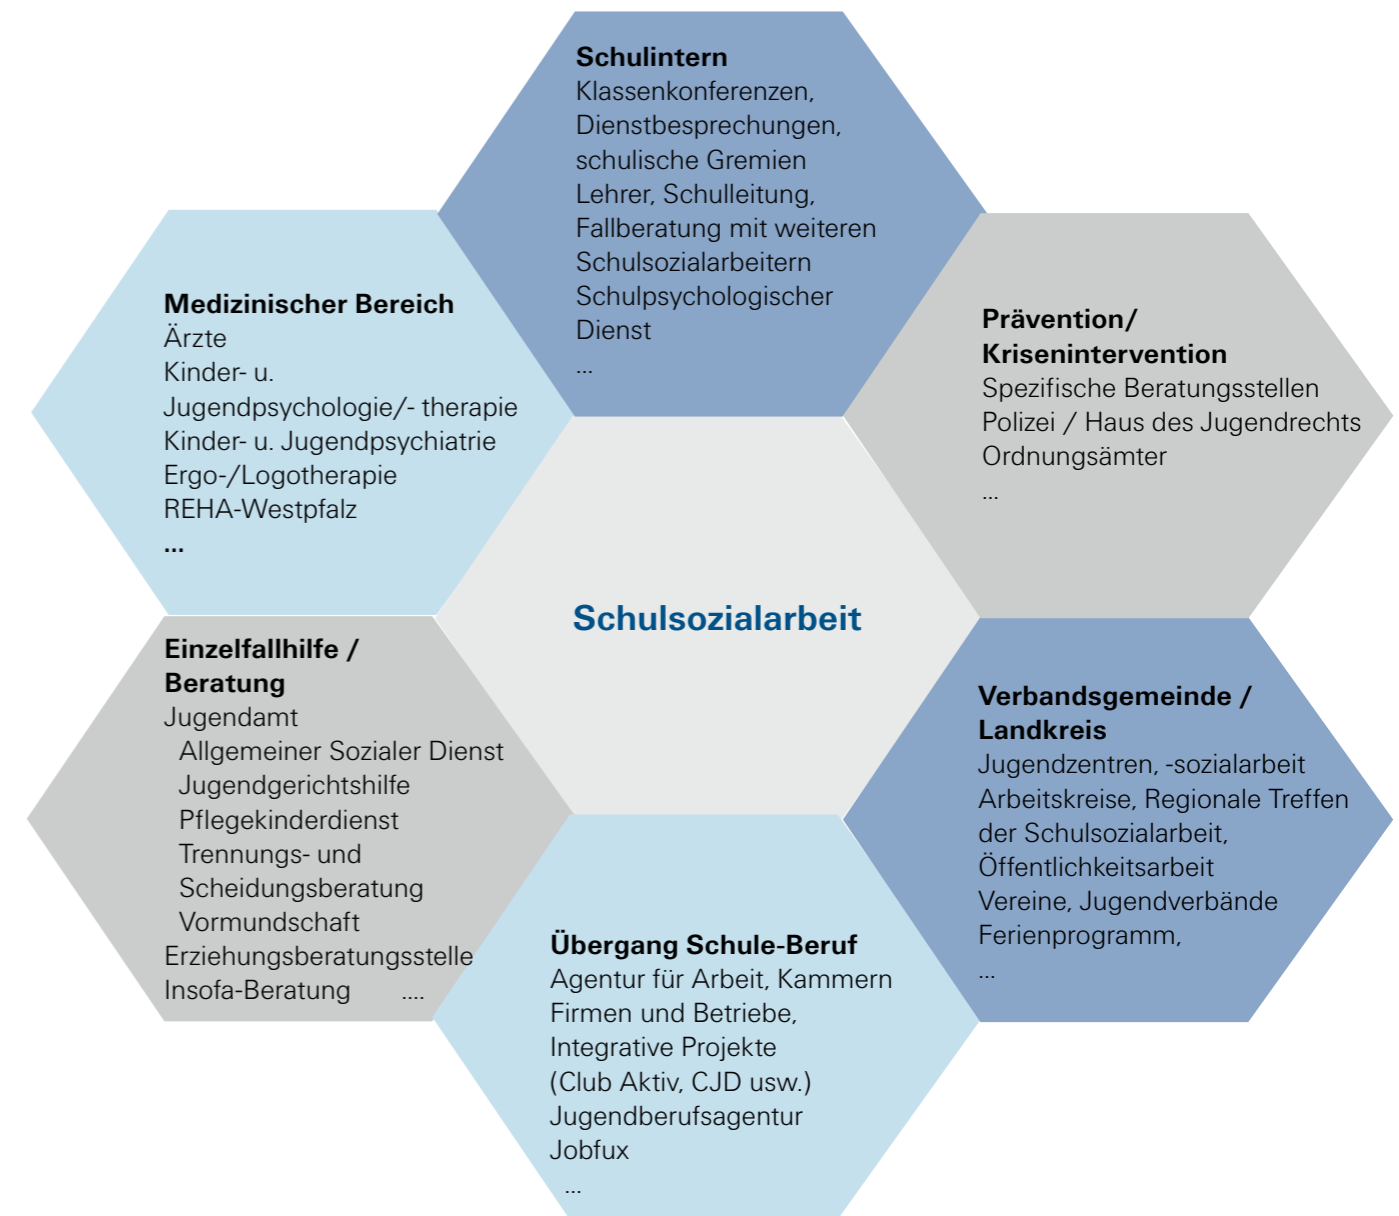 Schulintern
Klassenkonferenzen,
Dienstbesprechungen,
schulische Gremien
Lehrer, Schulleitung,
Fallberatung mit weiteren
Schulsozialarbeitern
Schulpsychologischer
Dienst
...
Medizinischer Bereich
Ärzte
Kinder- u.
Jugendpsychologie/- therapie
Kinder- u. Jugendpsychiatrie
Ergo-/Logotherapie
REHA-Westpfalz
...
Prävention/
Krisenintervention
Spezifische Beratungsstellen
Polizei / Haus des Jugendrechts
Ordnungsämter
...
Schulsozialarbeit
Einzelfallhilfe /
Beratung
Jugendamt
Allgemeiner Sozialer Dienst
Jugendgerichtshilfe
Pflegekinderdienst
Trennungs- und
Scheidungsberatung
Vormundschaft
Erziehungsberatungsstelle
Insofa-Beratung ....
Verbandsgemeinde /
Landkreis
Jugendzentren, -sozialarbeit
Arbeitskreise, Regionale Treffen
der Schulsozialarbeit,
Öffentlichkeitsarbeit
Vereine, Jugendverbände
Ferienprogramm,
...
Übergang Schule-Beruf
Agentur für Arbeit, Kammern
Firmen und Betriebe,
Integrative Projekte
(Club Aktiv, CJD usw.)
Jugendberufsagentur
Jobfux
...